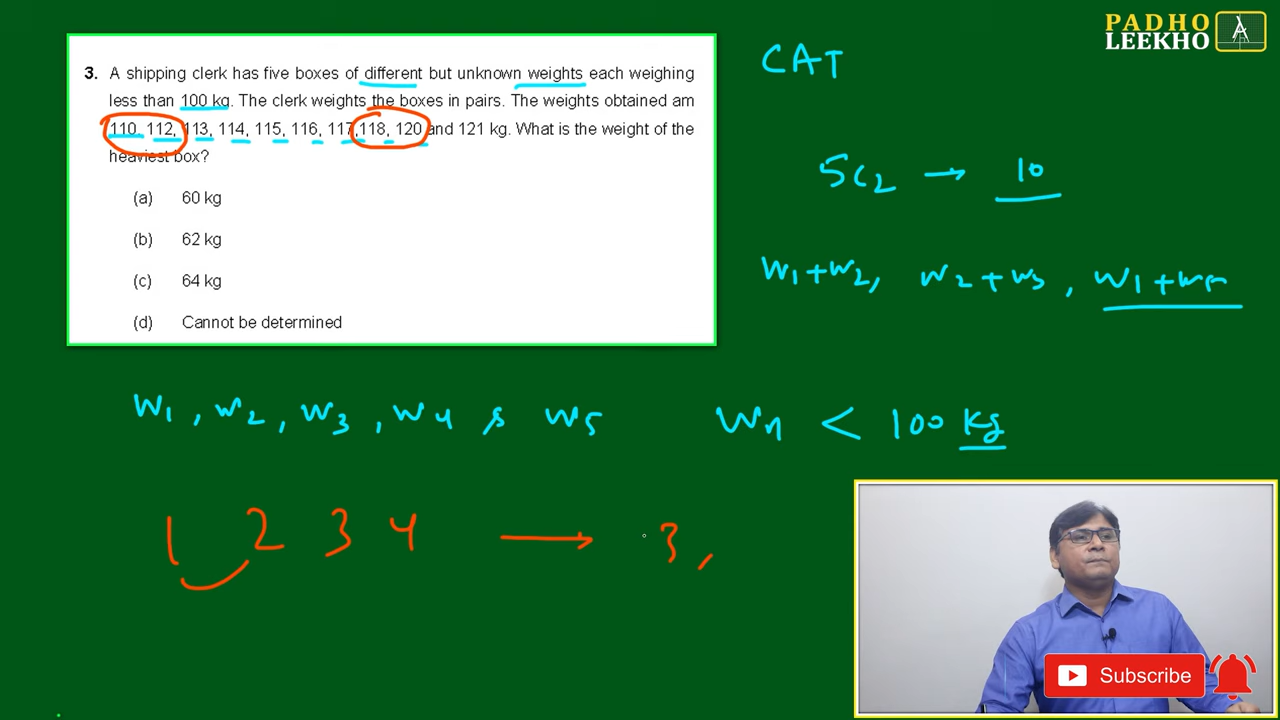 PADHO
LEEKHO
3. A shipping clerk has five boxes of different but unknown weights each weighing
less than 100 kg. The clerk weights the boxes in pairs. The weights obtained am
110, 112, 113, 114, 115, 116, 117,118, 120 and 121 kg. What is the weight of the
heaviest box?
(a) 60 kg
(b) 62 kg
(c) 64 kg
(d) Cannot be determined
CAT
5C2 → 10
W1+W2, W2+W3, W1+W5
W1, W2, W3, W4 & W5 Wn < 100 kg
1 2 3 4 → 3,
Subscribe